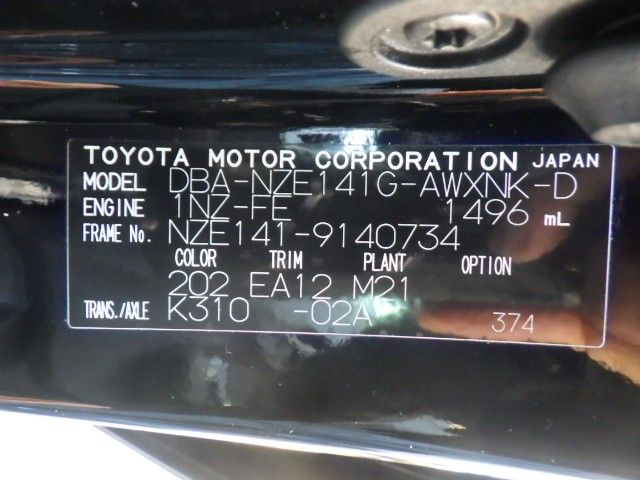 TOYOTA MOTOR CORPORATION JAPAN
MODEL DBA-NZE141G-AWXNK-D
ENGINE 1NZ-FE 1496 mL
FRAME No. NZE141-9140734
COLOR TRIM PLANT OPTION
202 EA12 M21
TRANS./AXLE K310 -02A 374